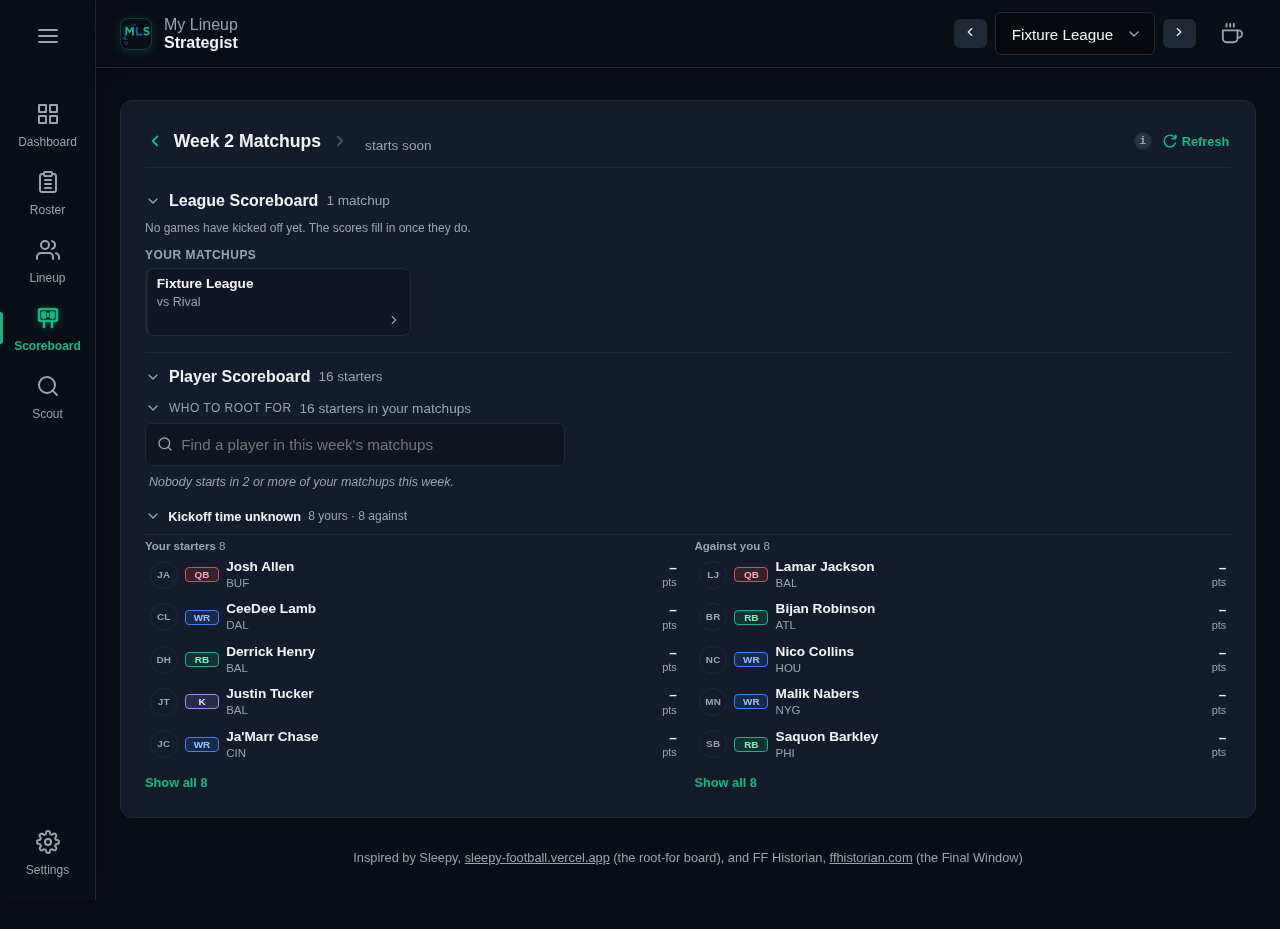 MLS
My Lineup
Strategist
Fixture League
Dashboard
Roster
Lineup
Scoreboard
Scout
Settings
Week 2 Matchups
starts soon
i
Refresh
League Scoreboard 1 matchup
No games have kicked off yet. The scores fill in once they do.
YOUR MATCHUPS
Fixture League
vs Rival
Player Scoreboard 16 starters
WHO TO ROOT FOR 16 starters in your matchups
Find a player in this week's matchups
Nobody starts in 2 or more of your matchups this week.
Kickoff time unknown 8 yours · 8 against
Your starters 8
JA QB Josh Allen –
BUF pts
CL WR CeeDee Lamb –
DAL pts
DH RB Derrick Henry –
BAL pts
JT K Justin Tucker –
BAL pts
JC WR Ja'Marr Chase –
CIN pts
Show all 8
Against you 8
LJ QB Lamar Jackson –
BAL pts
BR RB Bijan Robinson –
ATL pts
NC WR Nico Collins –
HOU pts
MN WR Malik Nabers –
NYG pts
SB RB Saquon Barkley –
PHI pts
Show all 8
Inspired by Sleepy, sleepy-football.vercel.app (the root-for board), and FF Historian, ffhistorian.com (the Final Window)